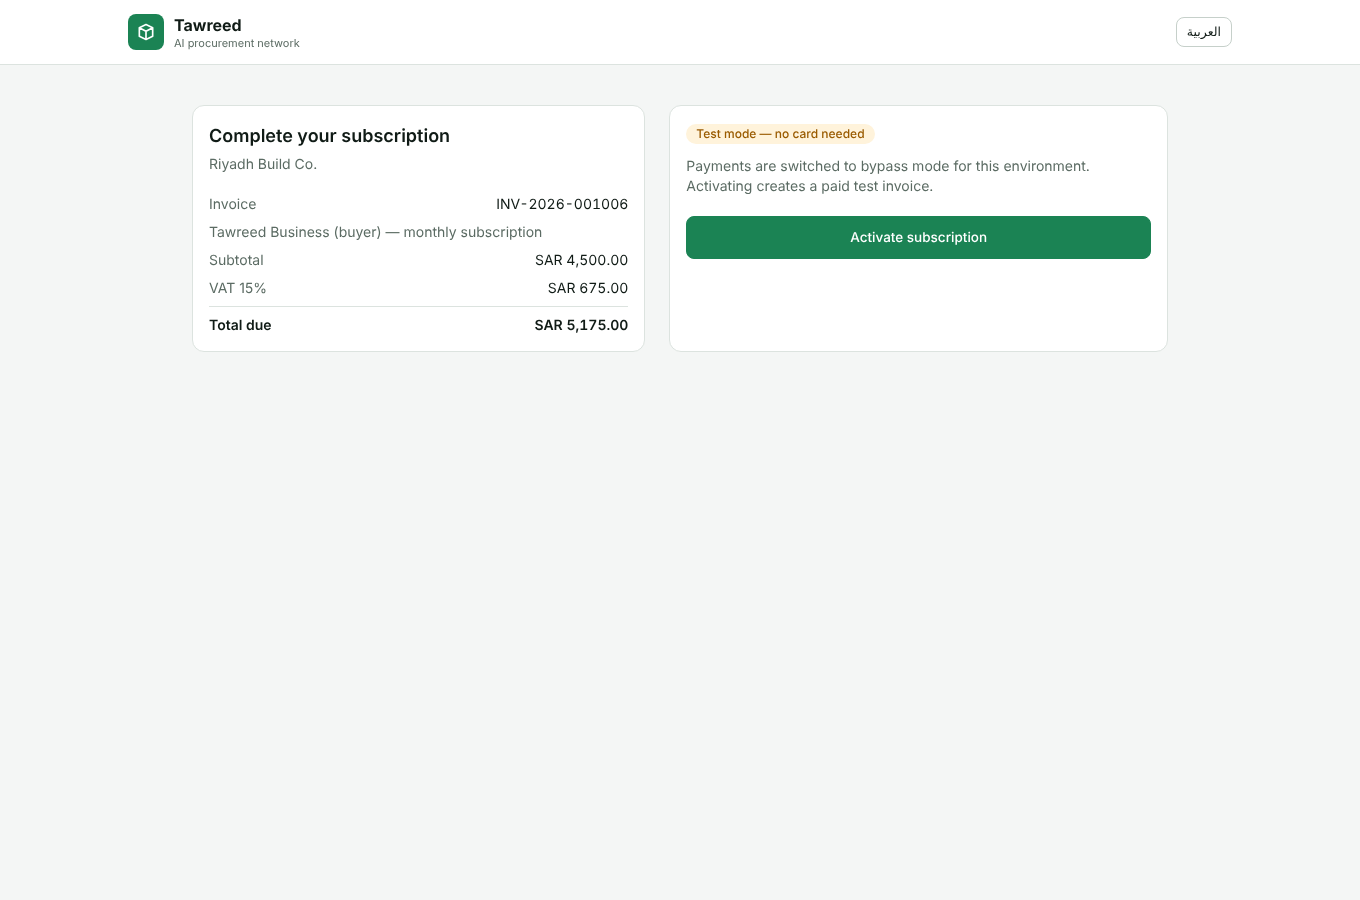 Tawreed
AI procurement network
العربية
Complete your subscription
Riyadh Build Co.
Invoice INV-2026-001006
Tawreed Business (buyer) — monthly subscription
Subtotal SAR 4,500.00
VAT 15% SAR 675.00
Total due SAR 5,175.00
Test mode — no card needed
Payments are switched to bypass mode for this environment.
Activating creates a paid test invoice.
Activate subscription